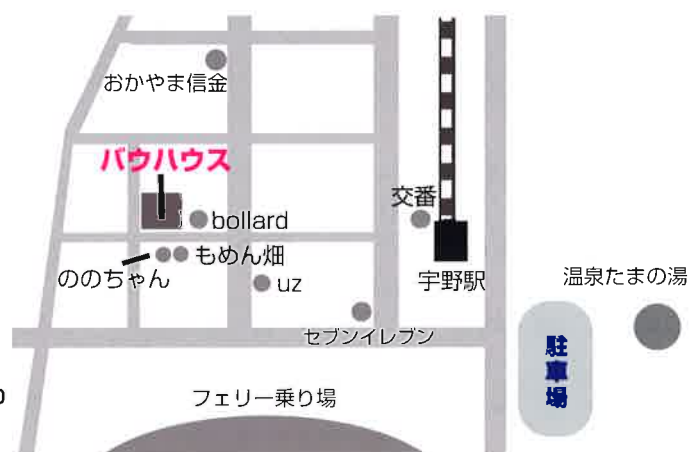 おかやま信金
バウハウス
交番
bollard
もめん畑
ののちゃん
uz
宇野駅
温泉たまの湯
セブンイレブン
駐車場
フェリー乗り場